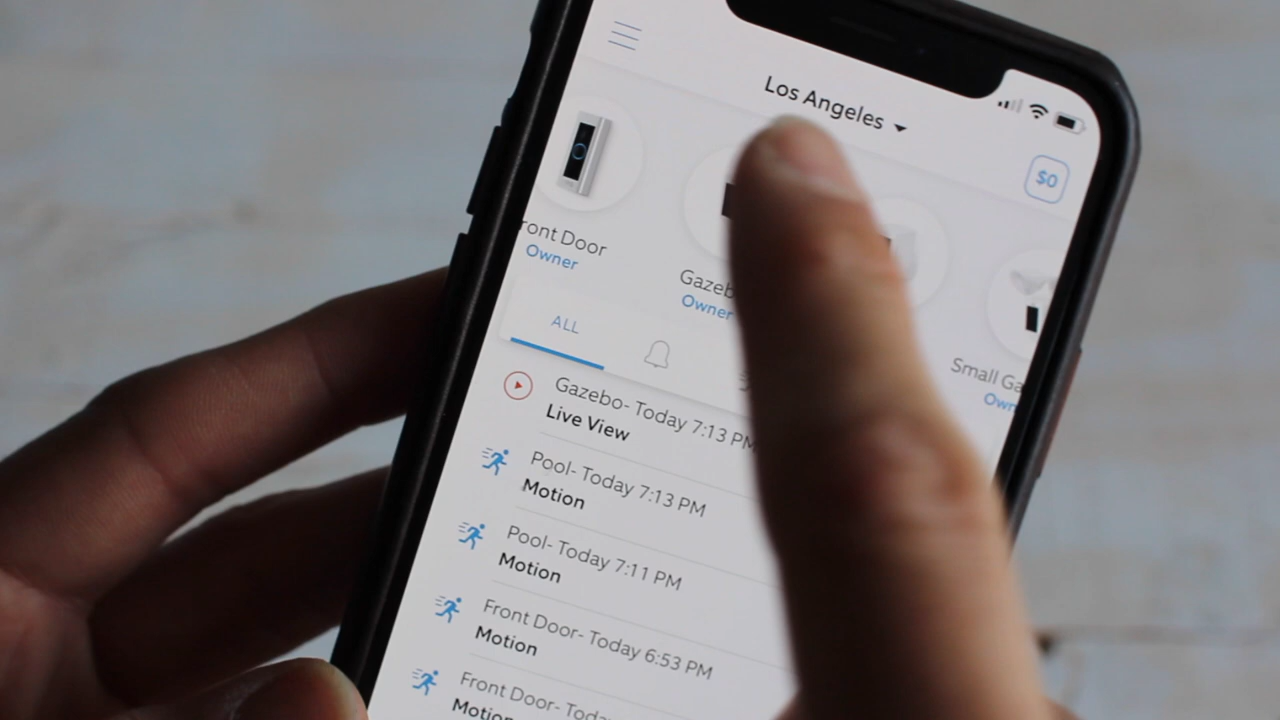 Los Angeles
$0
ront Door
Owner
Gazeb
Owner
Small Ga
Own
ALL
Gazebo- Today 7:13 PM
Live View
Pool- Today 7:13 PM
Motion
Pool- Today 7:11 PM
Motion
Front Door- Today 6:53 PM
Motion
Front Door- Toda
Motion